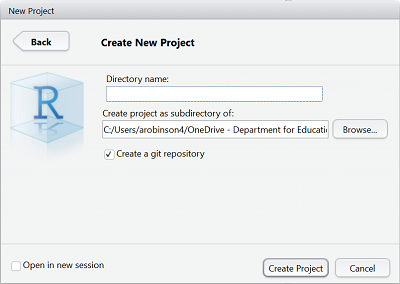 New Project
Back
Create New Project
Directory name:
R
Create project as subdirectory of:
C:/Users/arobinson4/OneDrive - Department for Educatio
Browse...
Create a git repository
Open in new session
Create Project
Cancel